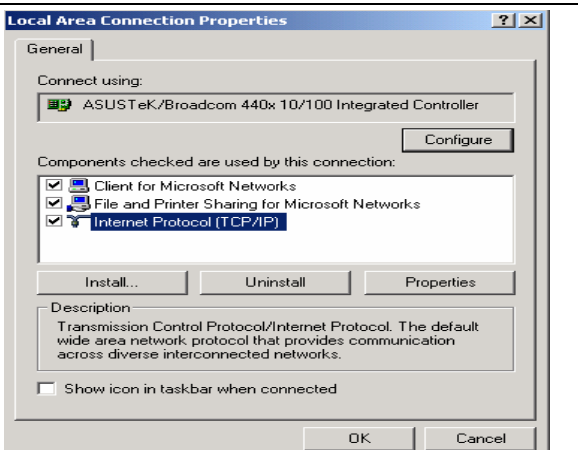 Local Area Connection Properties
General
Connect using:
ASUSTeK/Broadcom 440x 10/100 Integrated Controller
Configure
Components checked are used by this connection:
Client for Microsoft Networks
File and Printer Sharing for Microsoft Networks
Internet Protocol (TCP/IP)
Install...
Uninstall
Properties
Description
Transmission Control Protocol/Internet Protocol. The default
wide area network protocol that provides communication
across diverse interconnected networks.
Show icon in taskbar when connected
OK
Cancel